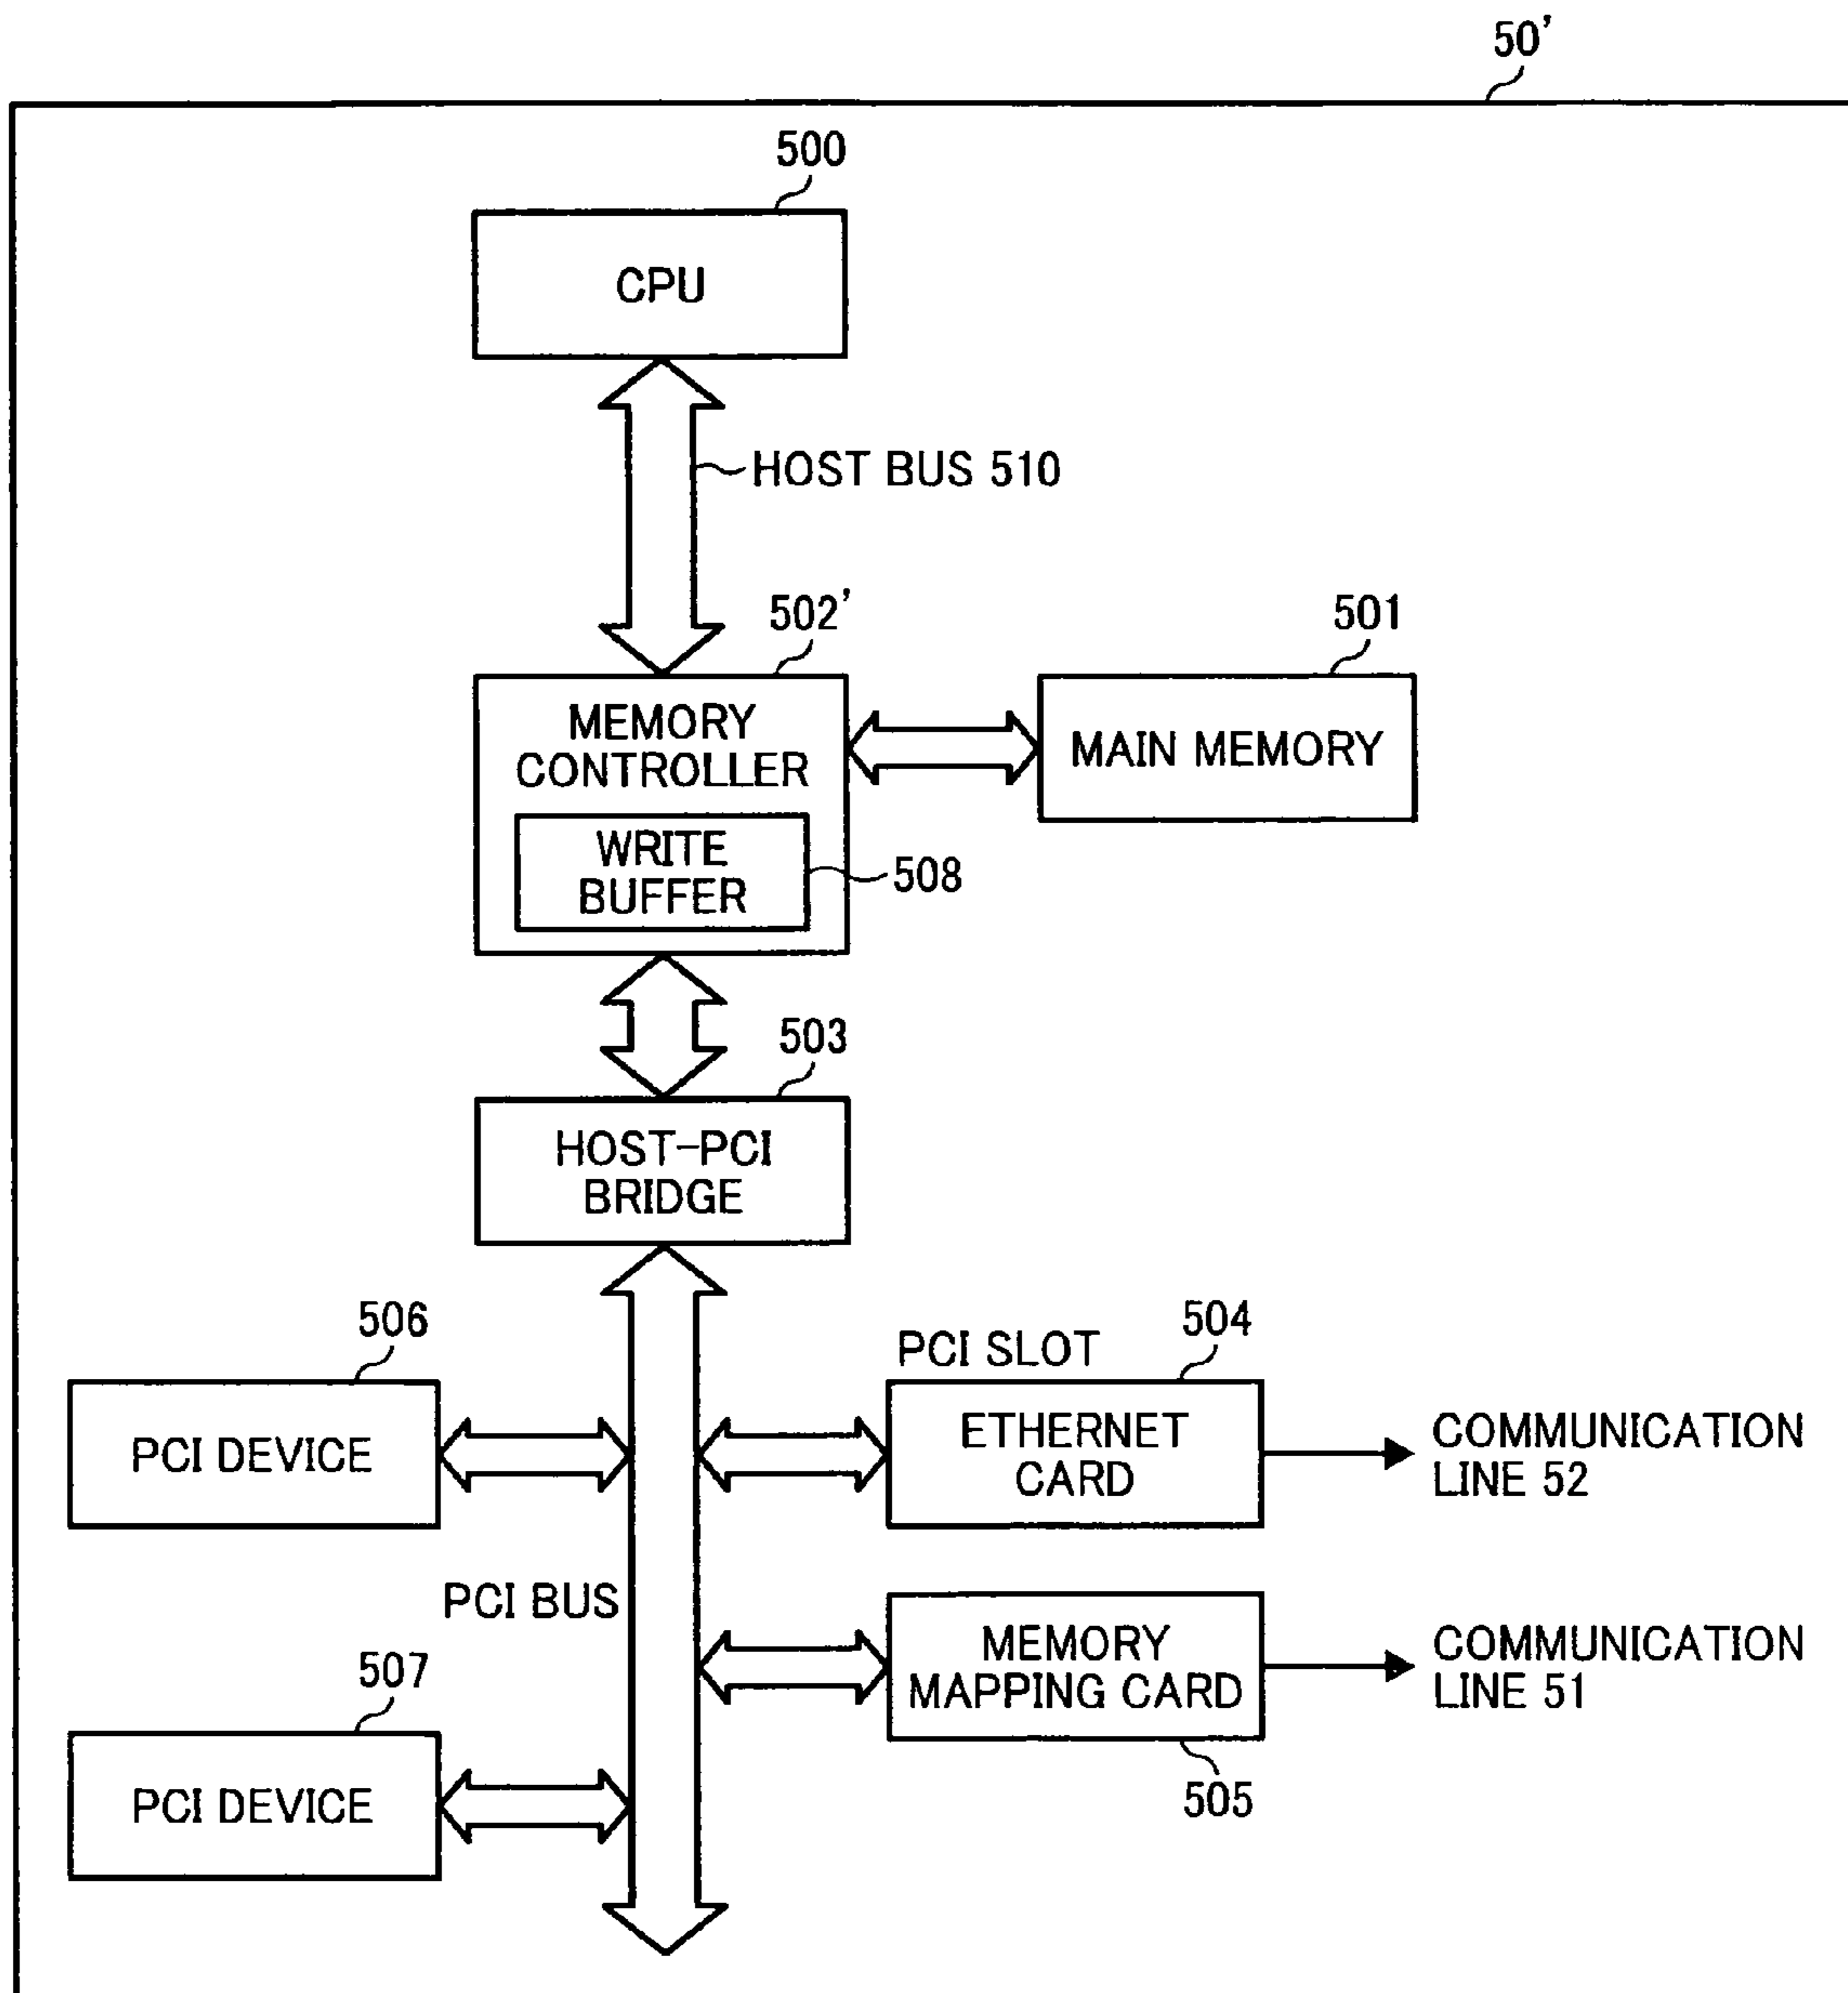 50'
500
CPU
HOST BUS 510
502'
501
MEMORY
CONTROLLER
MAIN MEMORY
WRITE
BUFFER
508
503
HOST-PCI
BRIDGE
506
PCI SLOT
504
PCI DEVICE
ETHERNET
CARD
COMMUNICATION
LINE 52
PCI BUS
MEMORY
MAPPING CARD
COMMUNICATION
LINE 51
507
505
PCI DEVICE